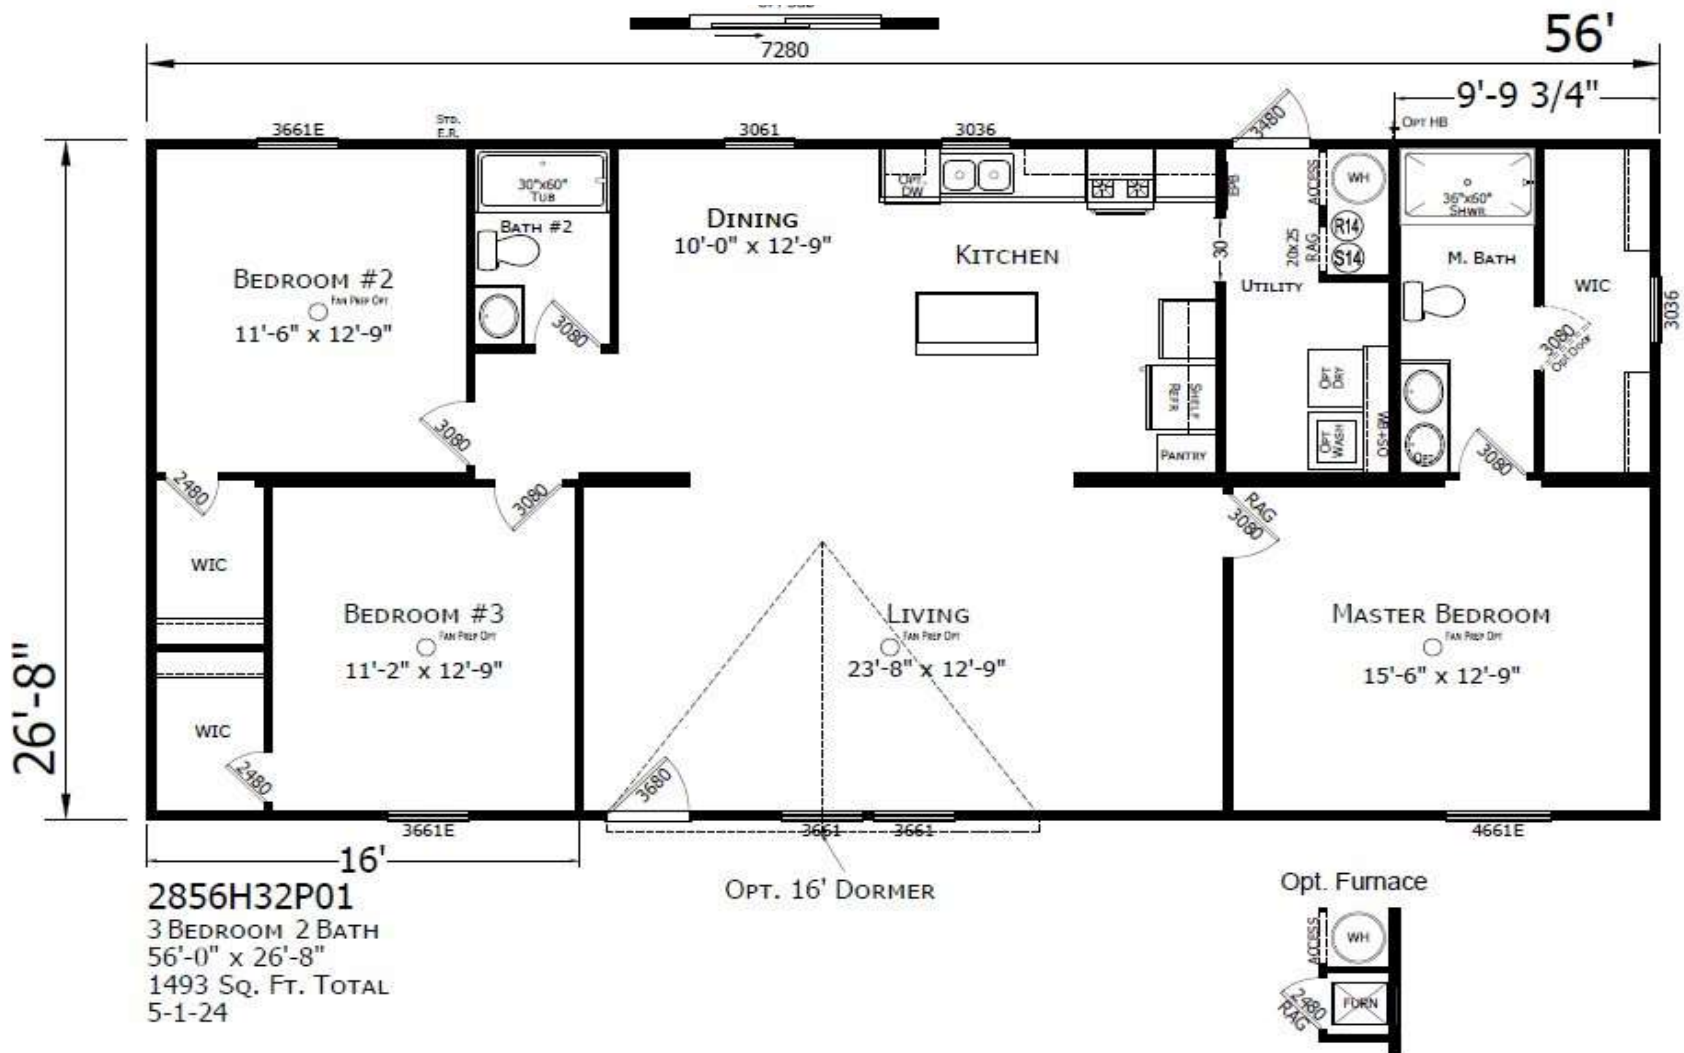 7280
56'
9'-9 3/4"
3661E
STD.
E.R.
3061
3036
3480
OPT HB
30"x60"
TUB
BATH #2
3080
BEDROOM #2
FAN PREP OPT
11'-6" x 12'-9"
3080
DINING
10'-0" x 12'-9"
OPT.
DW
KITCHEN
SHELF
REFR
PANTRY
30
EPB
UTILITY
ACCESS
20x25
RAG
WH
R14
S14
OPT
DRY
OPT
WASH
WB+SO
36"x60"
SHWR
M. BATH
OPT
3080
WIC
3080
Opt Door
3036
26'-8"
2480
WIC
WIC
2480
3080
BEDROOM #3
FAN PREP OPT
11'-2" x 12'-9"
LIVING
FAN PREP OPT
23'-8" x 12'-9"
3680
RAG
3080
MASTER BEDROOM
FAN PREP OPT
15'-6" x 12'-9"
3661E
3661
3661
4661E
16'
OPT. 16' DORMER
2856H32P01
3 BEDROOM 2 BATH
56'-0" x 26'-8"
1493 SQ. FT. TOTAL
5-1-24
Opt. Furnace
ACCESS
WH
2480
RAG
FURN